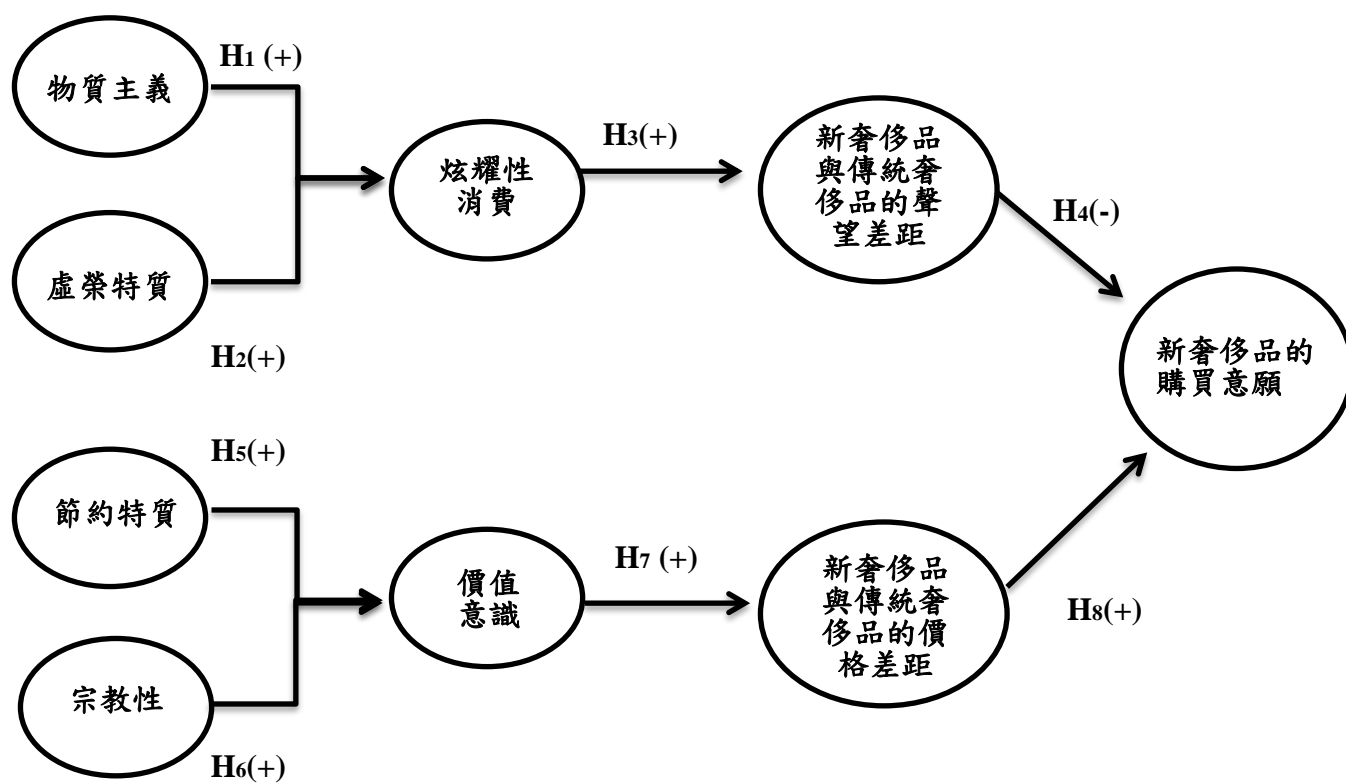 H1 (+)
物質主義
H3(+)
新奢侈品
與傳統奢
侈品的聲
望差距
炫耀性
消費
H4(-)
虛榮特質
H2(+)
新奢侈品的
購買意願
H5(+)
節約特質
H7 (+)
新奢侈品
與傳統奢
侈品的價
格差距
價值
意識
H8(+)
宗教性
H6(+)